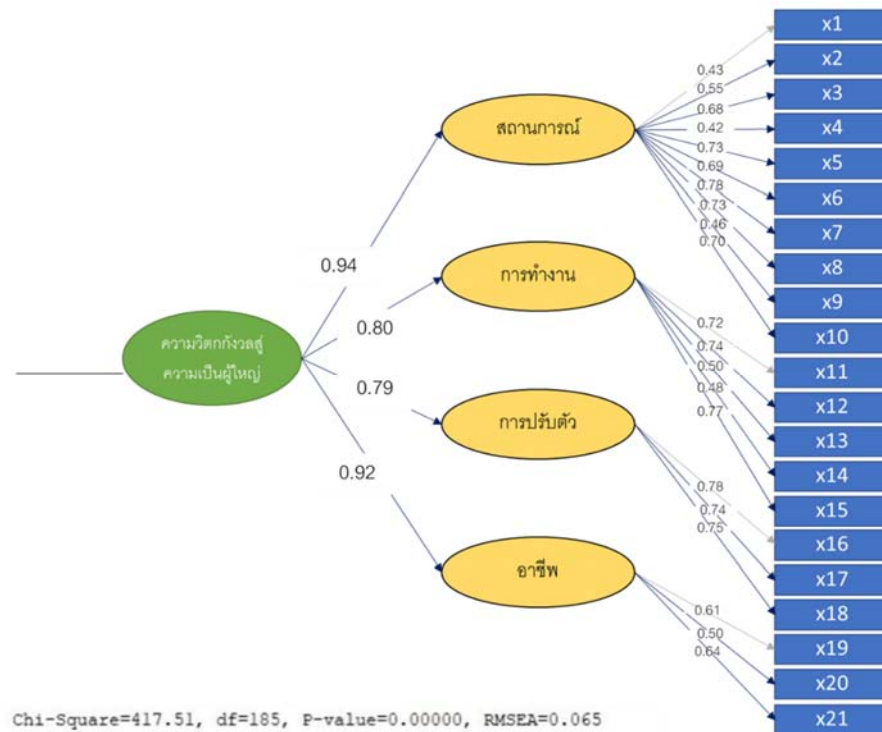 x1
x2
x3
x4
x5
x6
x7
x8
x9
x10
x11
x12
x13
x14
x15
x16
x17
x18
x19
x20
x21
0.43
0.55
0.68
0.42
0.73
0.69
0.78
0.73
0.46
0.70
สถานการณ์
0.94
การทำงาน
0.72
0.74
0.50
0.48
0.77
0.80
ความวิตกกังวลสู่
ความเป็นผู้ใหญ่
0.79
การปรับตัว
0.78
0.74
0.75
0.92
อาชีพ
0.61
0.50
0.64
Chi-Square=417.51, df=185, P-value=0.00000, RMSEA=0.065